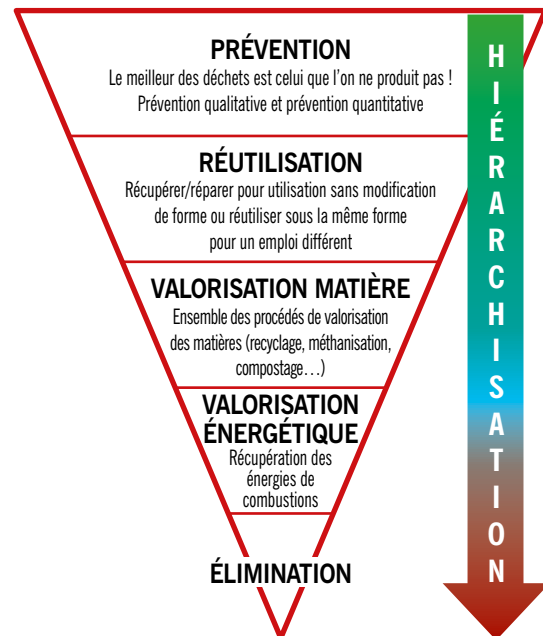 PRÉVENTION
Le meilleur des déchets est celui que l'on ne produit pas !
Prévention qualitative et prévention quantitative
RÉUTILISATION
Récupérer/réparer pour utilisation sans modification
de forme ou réutiliser sous la même forme
pour un emploi différent
VALORISATION MATIÈRE
Ensemble des procédés de valorisation
des matières (recyclage, méthanisation,
compostage...)
VALORISATION
ÉNERGÉTIQUE
Récupération des
énergies de
combustions
ÉLIMINATION
HIÉRARCHISATION